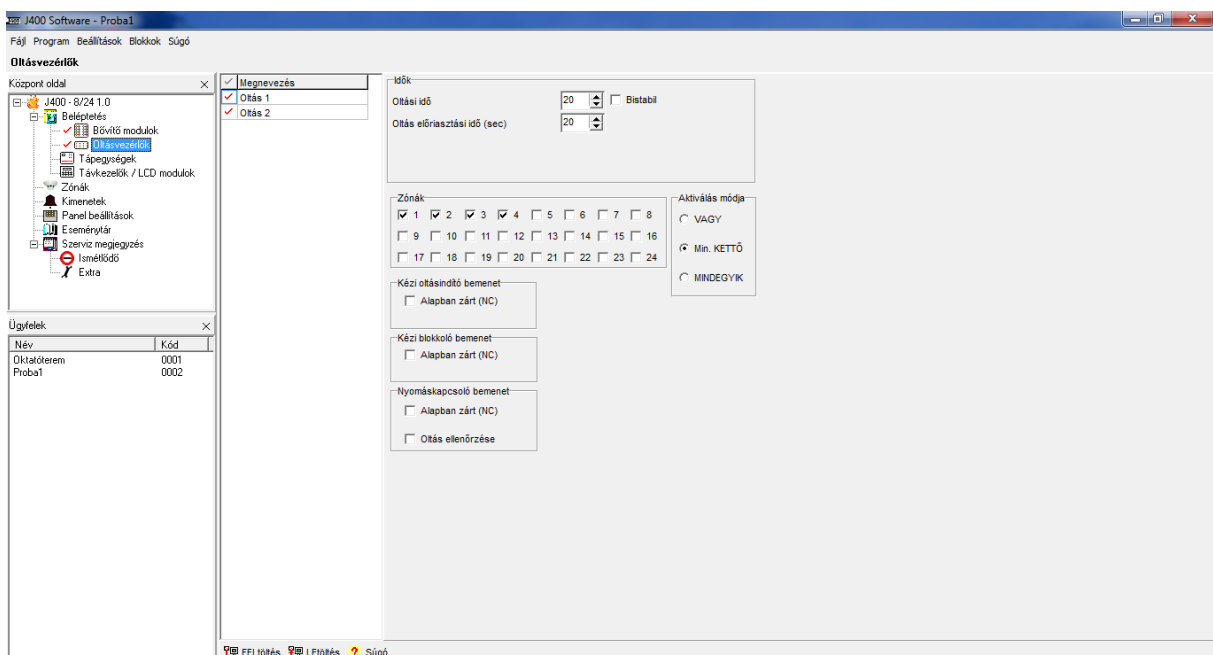 J400 Software - Proba1
Fájl Program Beállítások Blokkok Súgó
Oltásvezérlők
Központ oldal
J400 - 8/24 1.0
Beléptetés
Bővítő modulok
Oltásvezérlők
Tápegységek
Távkezelők / LCD modulok
Zónák
Kimenetek
Panel beállítások
Eseménytár
Szerviz megjegyzés
Ismétlődő
Extra
Ügyfelek
Név Kód
Oktatóterem 0001
Proba1 0002
Megnevezés
Oltás 1
Oltás 2
Idők
Oltási idő 20 Bistabil
Oltás előriasztási idő (sec) 20
Zónák
1 2 3 4 5 6 7 8
9 10 11 12 13 14 15 16
17 18 19 20 21 22 23 24
Aktiválás módja
VAGY
Min. KETTŐ
MINDEGYIK
Kézi oltásindító bemenet
Alapban zárt (NC)
Kézi blokkoló bemenet
Alapban zárt (NC)
Nyomáskapcsoló bemenet
Alapban zárt (NC)
Oltás ellenőrzése
FELtöltés LEtöltés ? Súgó